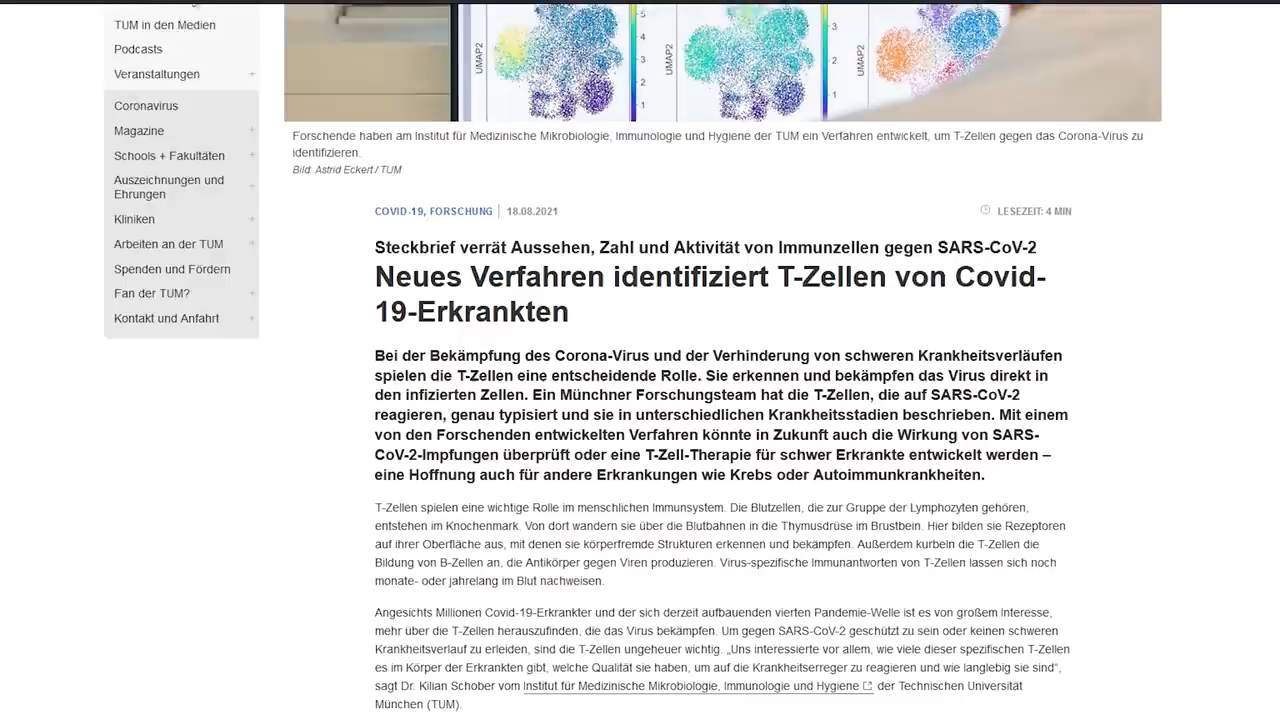 TUM in den Medien
Podcasts
Veranstaltungen +
Coronavirus
Magazine +
Schools + Fakultäten +
Auszeichnungen und +
Ehrungen
Kliniken +
Arbeiten an der TUM +
Spenden und Fördern
Fan der TUM? +
Kontakt und Anfahrt +
UMAP2
5
4
3
2
1
UMAP2
3
2
1
UMAP2
Forschende haben am Institut für Medizinische Mikrobiologie, Immunologie und Hygiene der TUM ein Verfahren entwickelt, um T-Zellen gegen das Corona-Virus zu
identifizieren.
Bild: Astrid Eckert / TUM
COVID-19, FORSCHUNG | 18.08.2021
LESEZEIT: 4 MIN
Steckbrief verrät Aussehen, Zahl und Aktivität von Immunzellen gegen SARS-CoV-2
Neues Verfahren identifiziert T-Zellen von Covid-
19-Erkrankten
Bei der Bekämpfung des Corona-Virus und der Verhinderung von schweren Krankheitsverläufen
spielen die T-Zellen eine entscheidende Rolle. Sie erkennen und bekämpfen das Virus direkt in
den infizierten Zellen. Ein Münchner Forschungsteam hat die T-Zellen, die auf SARS-CoV-2
reagieren, genau typisiert und sie in unterschiedlichen Krankheitsstadien beschrieben. Mit einem
von den Forschenden entwickelten Verfahren könnte in Zukunft auch die Wirkung von SARS-
CoV-2-Impfungen überprüft oder eine T-Zell-Therapie für schwer Erkrankte entwickelt werden –
eine Hoffnung auch für andere Erkrankungen wie Krebs oder Autoimmunkrankheiten.
T-Zellen spielen eine wichtige Rolle im menschlichen Immunsystem. Die Blutzellen, die zur Gruppe der Lymphozyten gehören,
entstehen im Knochenmark. Von dort wandern sie über die Blutbahnen in die Thymusdrüse im Brustbein. Hier bilden sie Rezeptoren
auf ihrer Oberfläche aus, mit denen sie körperfremde Strukturen erkennen und bekämpfen. Außerdem kurbeln die T-Zellen die
Bildung von B-Zellen an, die Antikörper gegen Viren produzieren. Virus-spezifische Immunantworten von T-Zellen lassen sich noch
monate- oder jahrelang im Blut nachweisen.
Angesichts Millionen Covid-19-Erkrankter und der sich derzeit aufbauenden vierten Pandemie-Welle ist es von großem Interesse,
mehr über die T-Zellen herauszufinden, die das Virus bekämpfen. Um gegen SARS-CoV-2 geschützt zu sein oder keinen schweren
Krankheitsverlauf zu erleiden, sind die T-Zellen ungeheuer wichtig. „Uns interessierte vor allem, wie viele dieser spezifischen T-Zellen
es im Körper der Erkrankten gibt, welche Qualität sie haben, um auf die Krankheitserreger zu reagieren und wie langlebig sie sind“,
sagt Dr. Kilian Schober vom Institut für Medizinische Mikrobiologie, Immunologie und Hygiene der Technischen Universität
München (TUM).